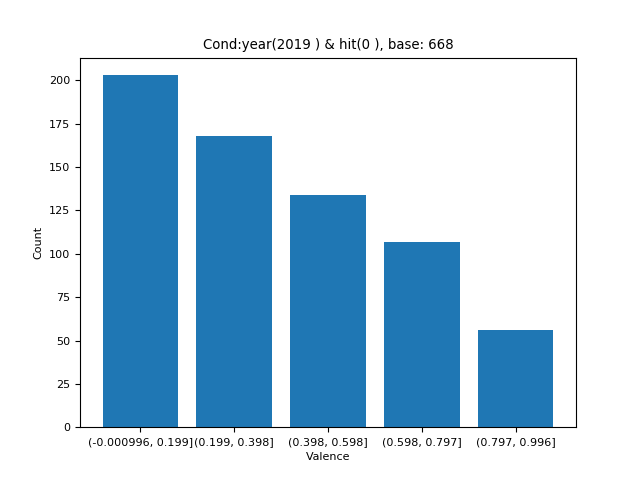 Cond:year(2019 ) & hit(0 ), base: 668
200
175
150
125
100
75
50
25
0
Count
(-0.000996, 0.199] (0.199, 0.398] (0.398, 0.598] (0.598, 0.797] (0.797, 0.996]
Valence